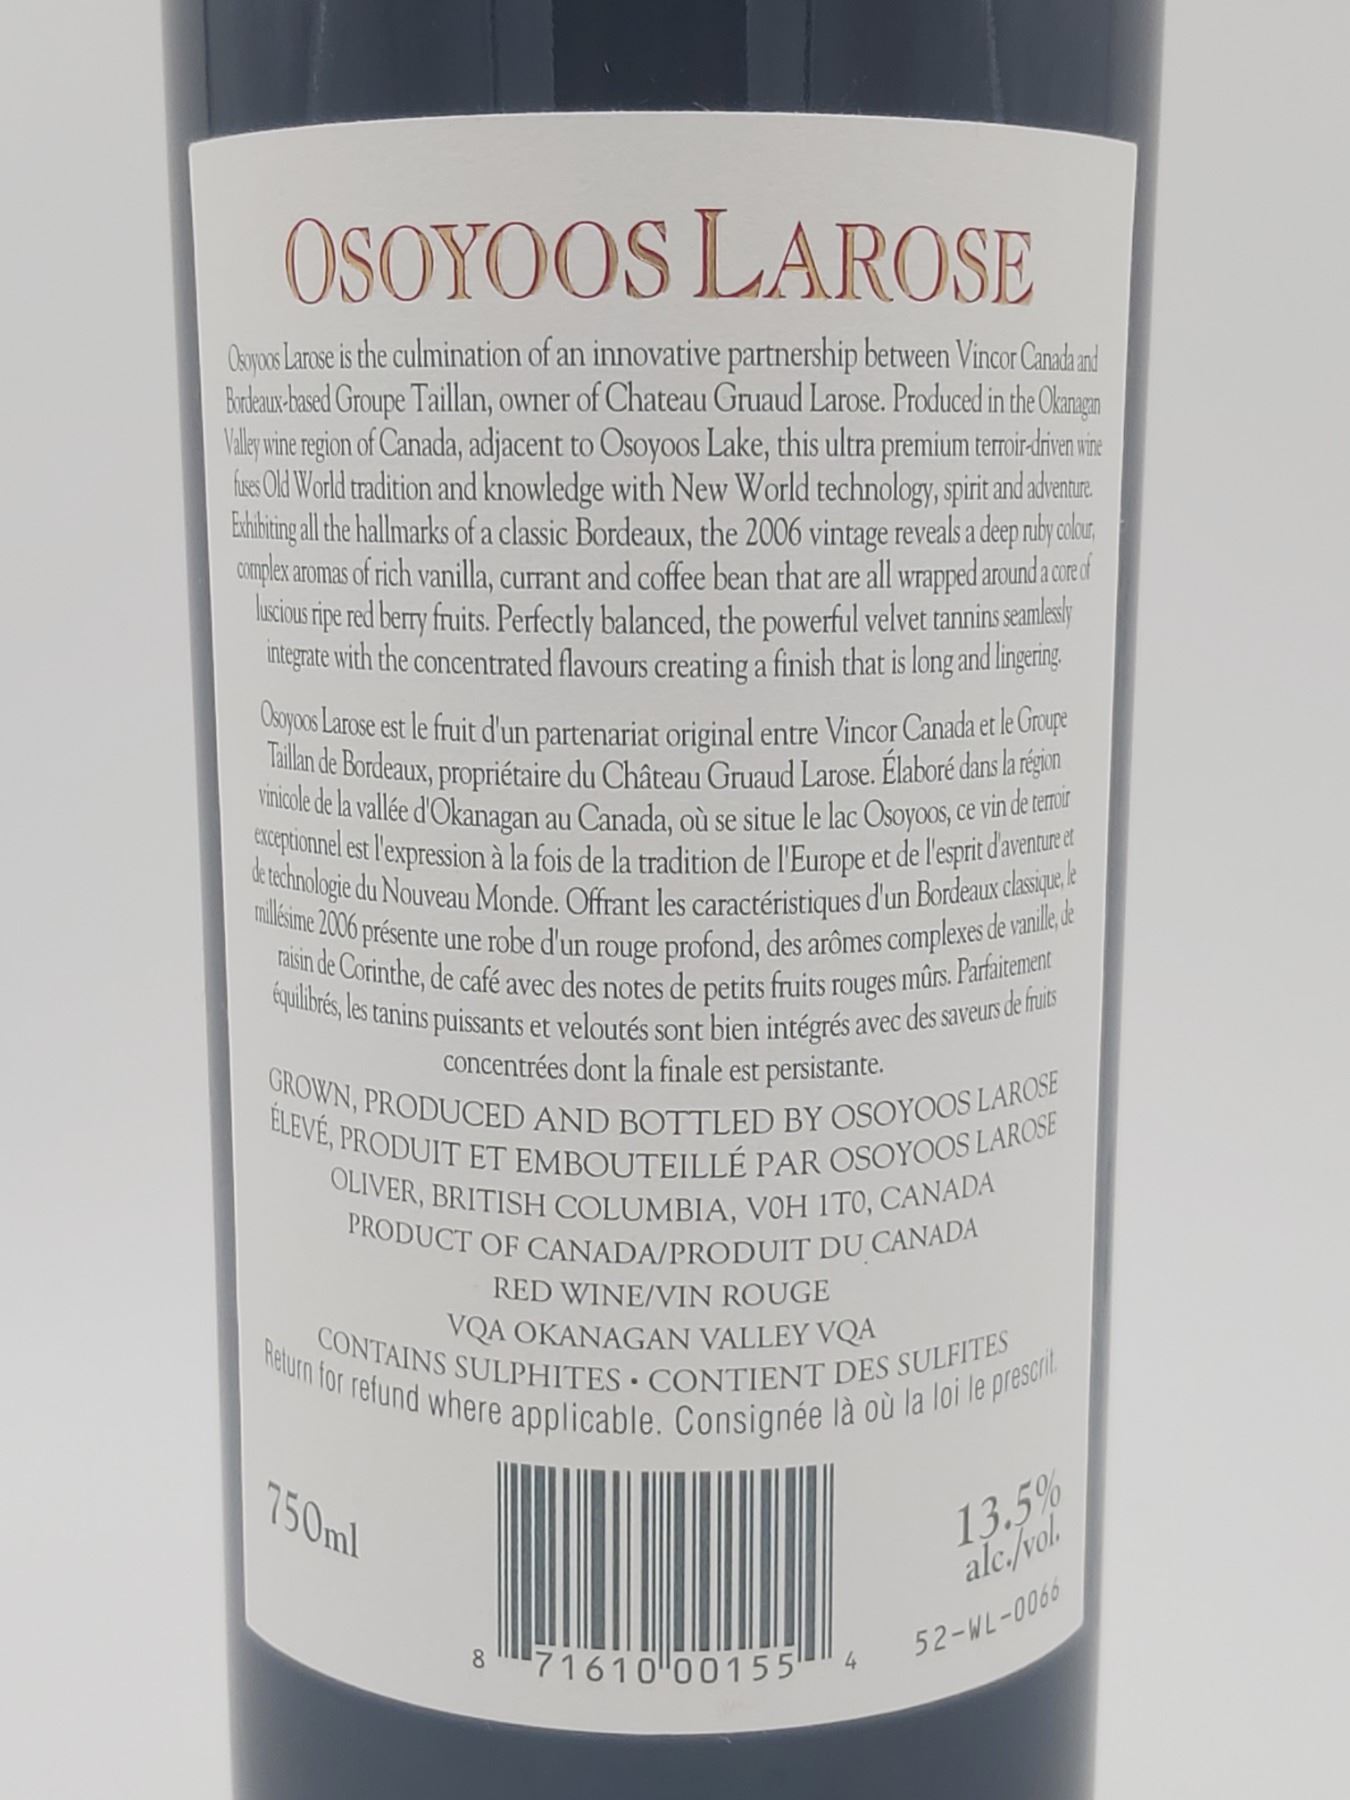 OSOYOOS LAROSE
Osoyoos Larose is the culmination of an innovative partnership between Vincor Canada and
Bordeaux-based Groupe Taillan, owner of Chateau Gruaud Larose. Produced in the Okanagan
Valley wine region of Canada, adjacent to Osoyoos Lake, this ultra premium terroir-driven wine
fuses Old World tradition and knowledge with New World technology, spirit and adventure.
Exhibiting all the hallmarks of a classic Bordeaux, the 2006 vintage reveals a deep ruby colour,
complex aromas of rich vanilla, currant and coffee bean that are all wrapped around a core of
luscious ripe red berry fruits. Perfectly balanced, the powerful velvet tannins seamlessly
integrate with the concentrated flavours creating a finish that is long and lingering.
Osoyoos Larose est le fruit d'un partenariat original entre Vincor Canada et le Groupe
Taillan de Bordeaux, propriétaire du Château Gruaud Larose. Élaboré dans la région
vinicole de la vallée d'Okanagan au Canada, où se situe le lac Osoyoos, ce vin de terroir
exceptionnel est l'expression à la fois de la tradition de l'Europe et de l'esprit d'aventure et
de technologie du Nouveau Monde. Offrant les caractéristiques d'un Bordeaux classique, le
millésime 2006 présente une robe d'un rouge profond, des arômes complexes de vanille, de
raisin de Corinthe, de café avec des notes de petits fruits rouges mûrs. Parfaitement
équilibrés, les tanins puissants et veloutés sont bien intégrés avec des saveurs de fruits
concentrées dont la finale est persistante.
GROWN, PRODUCED AND BOTTLED BY OSOYOOS LAROSE
ÉLEVÉ, PRODUIT ET EMBOUTEILLÉ PAR OSOYOOS LAROSE
OLIVER, BRITISH COLUMBIA, V0H 1T0, CANADA
PRODUCT OF CANADA/PRODUIT DU CANADA
RED WINE/VIN ROUGE
VQA OKANAGAN VALLEY VQA
CONTAINS SULPHITES • CONTIENT DES SULFITES
Return for refund where applicable. Consignée là où la loi le prescrit.
750ml
13.5%
alc./vol.
52-WL-0066
8 71610 00155 4